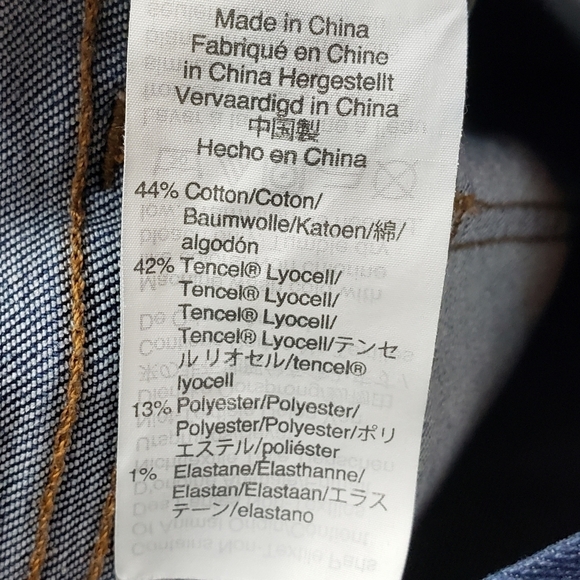 Made in China
Fabriqué en Chine
in China Hergestellt
Vervaardigd in China
中国製
Hecho en China
44% Cotton/Coton/
Baumwolle/Katoen/綿/
algodón
42% Tencel® Lyocell/
Tencel® Lyocell/
Tencel® Lyocell/
Tencel® Lyocell/テンセ
ル リオセル/tencel®
lyocell
13% Polyester/Polyester/
Polyester/Polyester/ポリ
エステル/poliéster
1% Elastane/Élasthanne/
Elastan/Elastaan/エラス
テーン/elastano